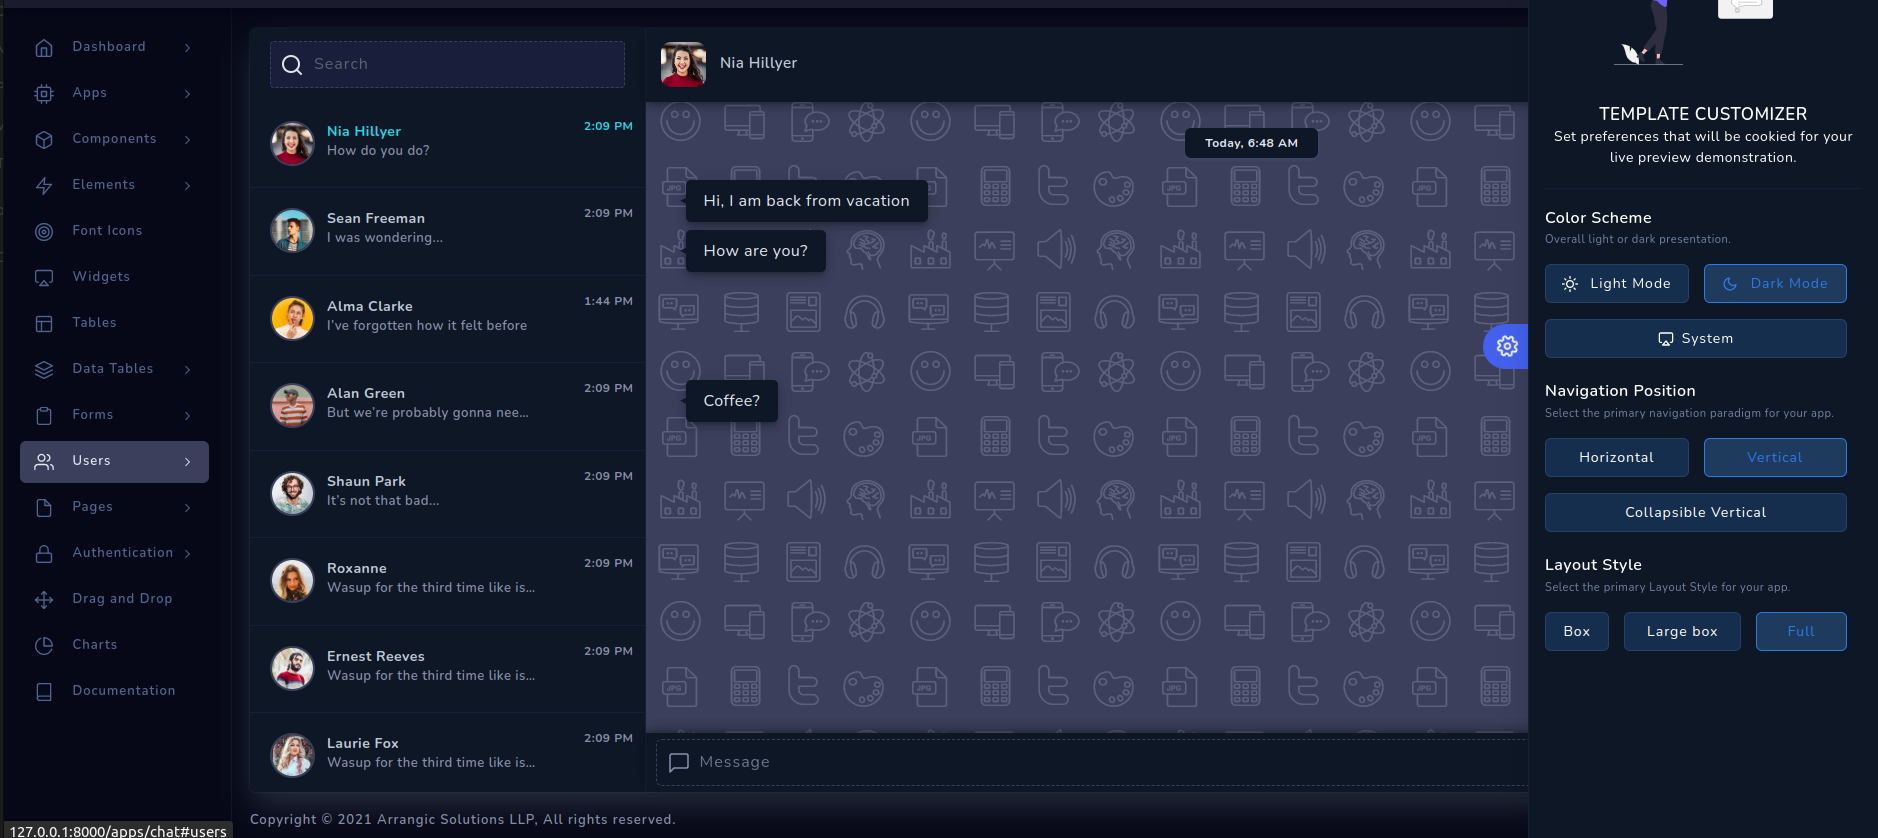 Dashboard
Apps
Components
Elements
Font Icons
Widgets
Tables
Data Tables
Forms
Users
Pages
Authentication
Drag and Drop
Charts
Documentation
Search
Nia Hillyer
2:09 PM
How do you do?
Sean Freeman
2:09 PM
I was wondering...
Alma Clarke
1:44 PM
I've forgotten how it felt before
Alan Green
2:09 PM
But we're probably gonna nee...
Shaun Park
2:09 PM
It's not that bad...
Roxanne
2:09 PM
Wasup for the third time like is...
Ernest Reeves
2:09 PM
Wasup for the third time like is...
Laurie Fox
2:09 PM
Wasup for the third time like is...
Nia Hillyer
Today, 6:48 AM
Hi, I am back from vacation
How are you?
Coffee?
Message
TEMPLATE CUSTOMIZER
Set preferences that will be cookied for your
live preview demonstration.
Color Scheme
Overall light or dark presentation.
Light Mode
Dark Mode
System
Navigation Position
Select the primary navigation paradigm for your app.
Horizontal
Vertical
Collapsible Vertical
Layout Style
Select the primary Layout Style for your app.
Box
Large box
Full
Copyright © 2021 Arrangic Solutions LLP, All rights reserved.
127.0.0.1:8000/apps/chat#users